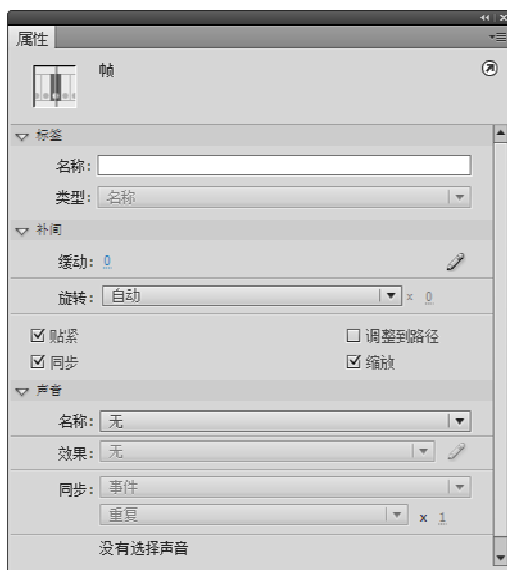 属性
帧
标签
名称:
类型: 名称
补间
缓动: 0
旋转: 自动 x 0
贴紧 调整到路径
同步 缩放
声音
名称: 无
效果: 无
同步: 事件
重复 x 1
没有选择声音